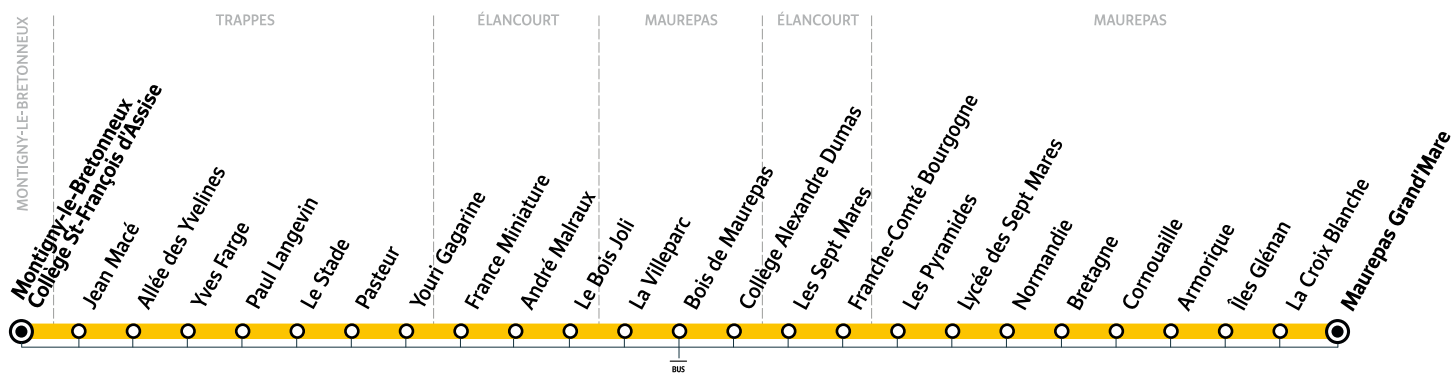 MONTIGNY-LE-BRETONNEUX
TRAPPES
ÉLANCOURT
MAUREPAS
ÉLANCOURT
MAUREPAS
Montigny-le-Bretonneux
Collège St-François d'Assise
Jean Macé
Allée des Yvelines
Yves Farge
Paul Langevin
Le Stade
Pasteur
Youri Gagarine
France Miniature
André Malraux
Le Bois Joli
La Villeparc
Bois de Maurepas
Collège Alexandre Dumas
Les Sept Mares
Franche-Comté Bourgogne
Les Pyramides
Lycée des Sept Mares
Normandie
Bretagne
Cornouaille
Armorique
Îles Glénan
La Croix Blanche
Maurepas Grand'Mare
BUS